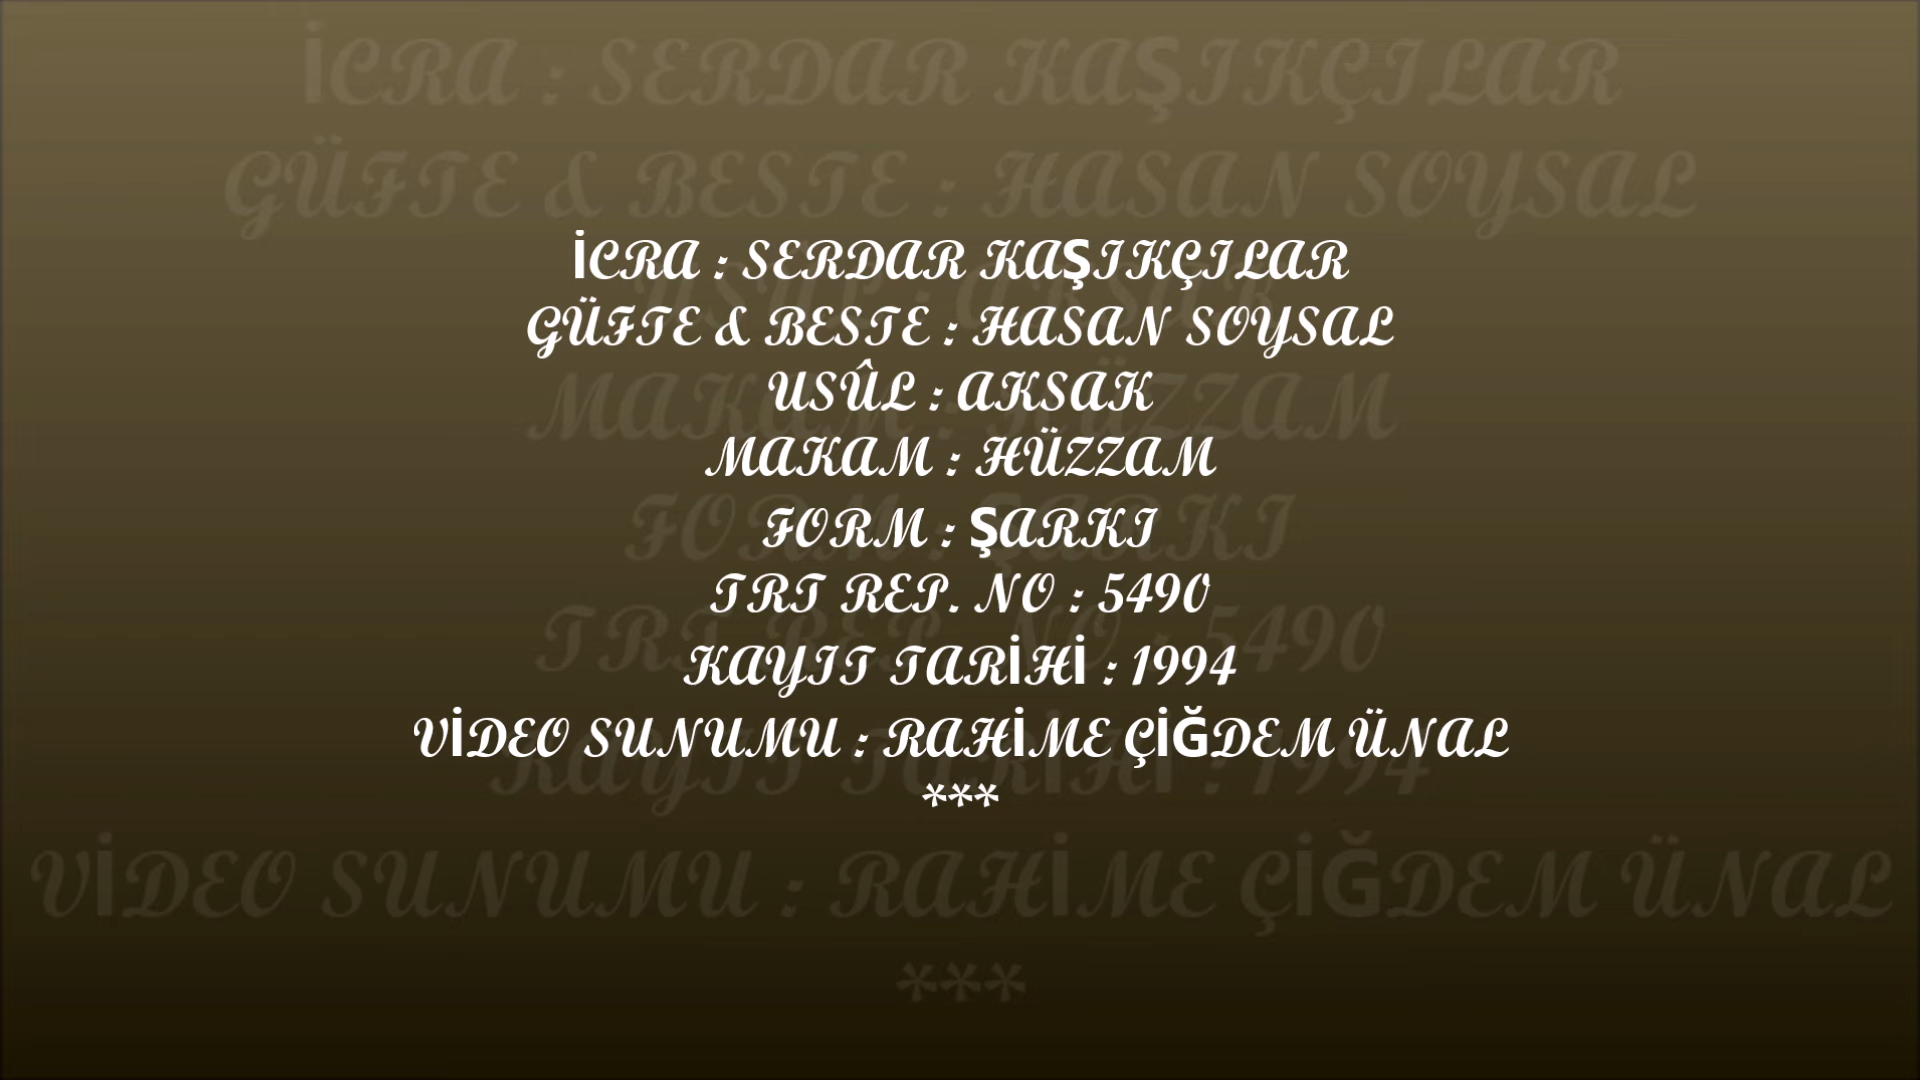 İCRA : SERDAR KAŞIKÇILAR
GÜFTE & BESTE : HASAN SOYSAL
USÛL : AKSAK
MAKAM : HÜZZAM
FORM : ŞARKI
TRT REP. NO : 5490
KAYIT TARİHİ : 1994
VİDEO SUNUMU : RAHİME ÇİĞDEM ÜNAL
***